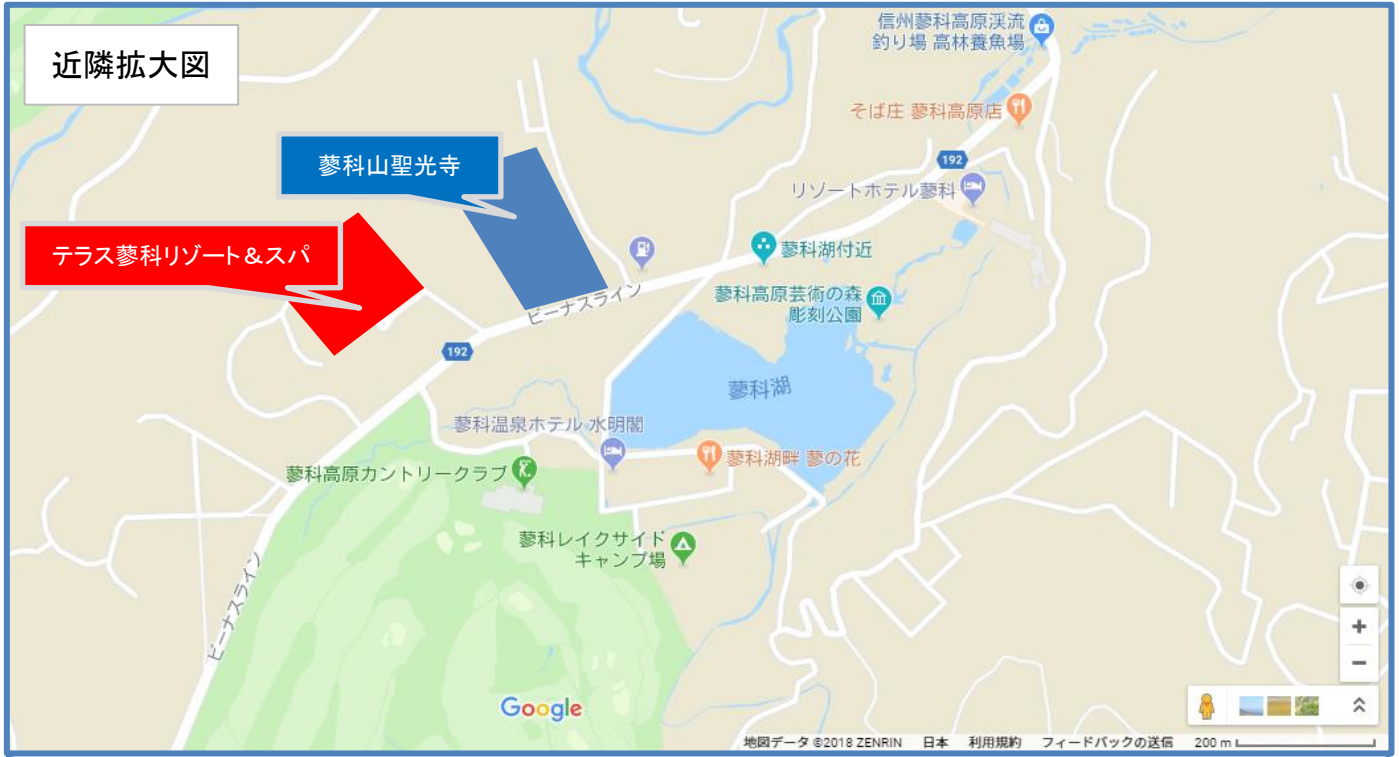 近隣拡大図
信州蓼科高原渓流
釣り場 高林養魚場
そば庄 蓼科高原店
192
蓼科山聖光寺
リゾートホテル蓼科
テラス蓼科リゾート&スパ
蓼科湖付近
ビーナスライン
蓼科高原芸術の森
彫刻公園
192
蓼科湖
蓼科温泉ホテル 水明閣
蓼科湖畔 蓼の花
蓼科高原カントリークラブ
蓼科レイクサイド
キャンプ場
ビーナスライン
Google
地図データ ©2018 ZENRIN 日本 利用規約 フィードバックの送信 200 m